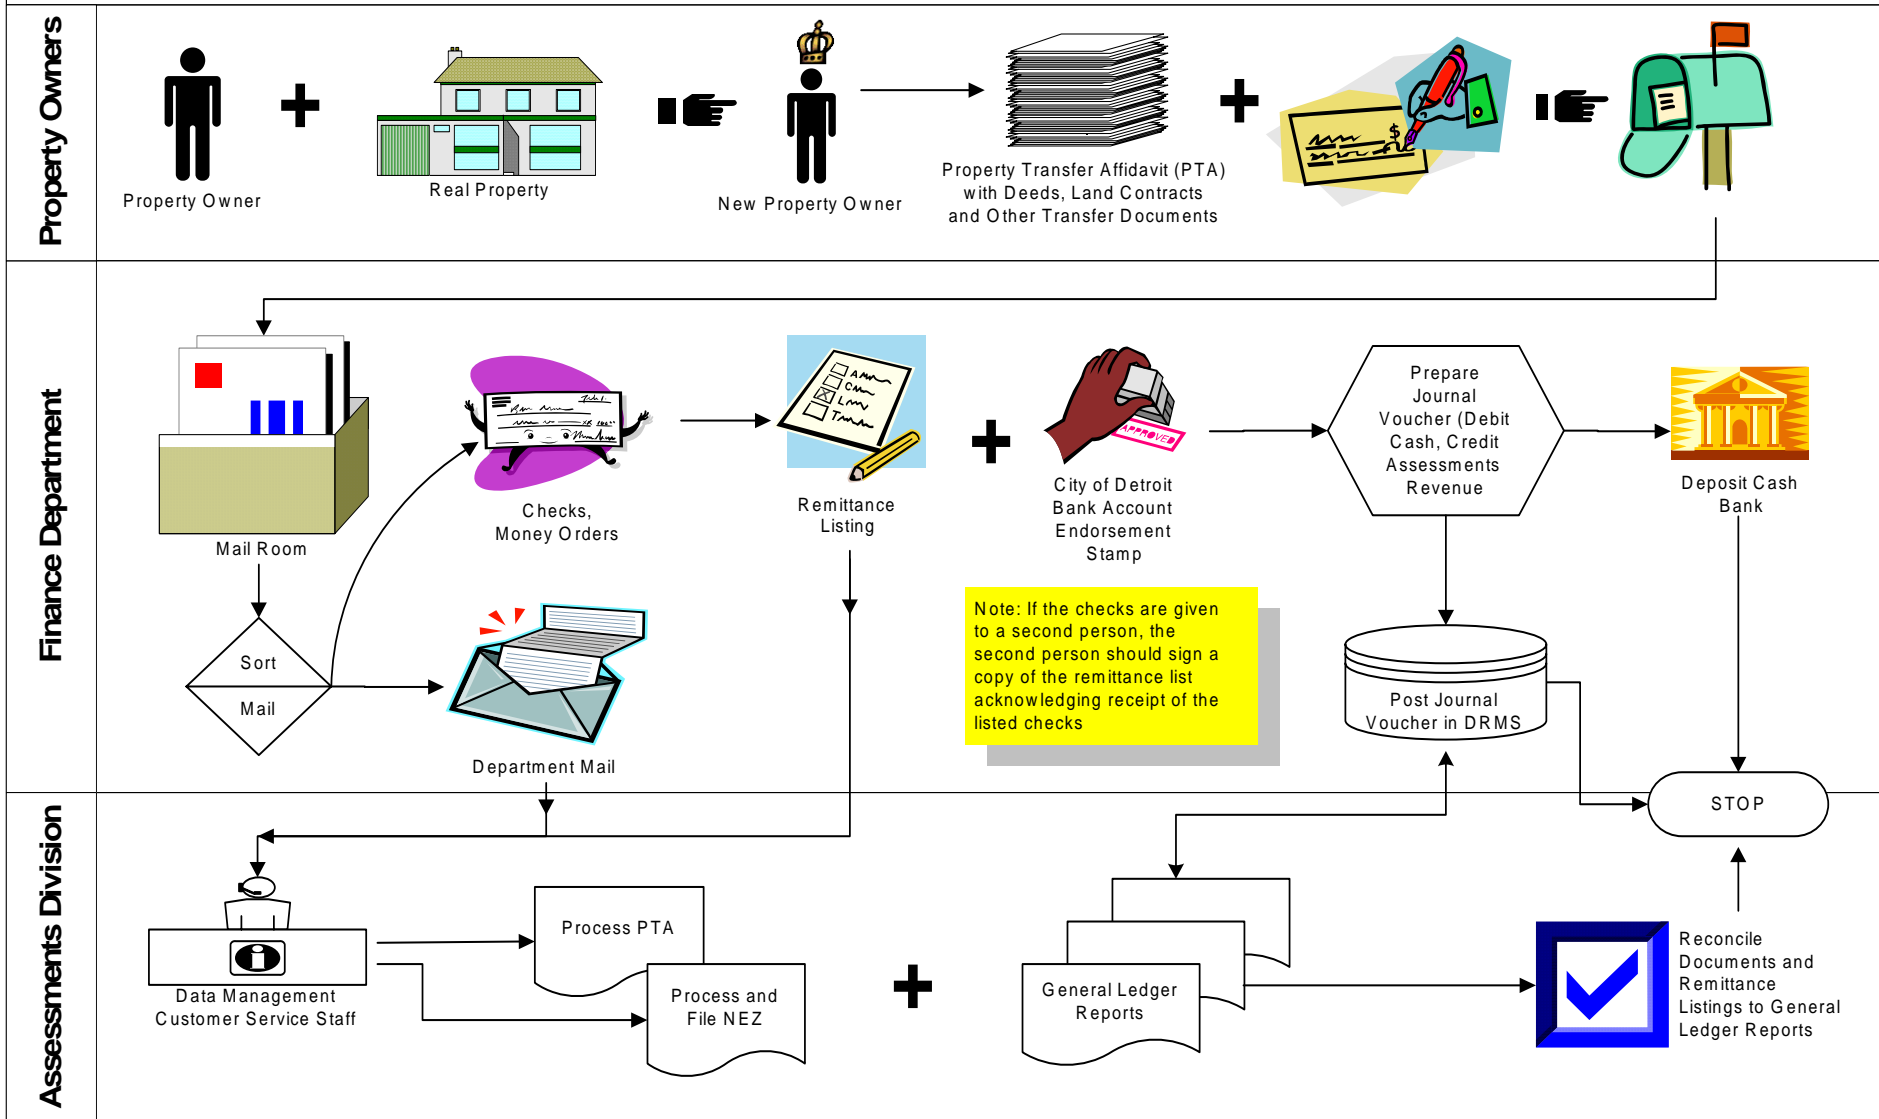 Property Owners
Property Owner
Real Property
New Property Owner
Property Transfer Affidavit (PTA)
with Deeds, Land Contracts
and Other Transfer Documents
$
Finance Department
Mail Room
Sort
Mail
Checks,
Money Orders
Department Mail
A
C
L
T
Remittance
Listing
APPROVED
City of Detroit
Bank Account
Endorsement
Stamp
Note: If the checks are given
to a second person, the
second person should sign a
copy of the remittance list
acknowledging receipt of the
listed checks
Prepare
Journal
Voucher (Debit
Cash, Credit
Assessments
Revenue
Deposit Cash
Bank
Post Journal
Voucher in DRMS
STOP
Assessments Division
Data Management
Customer Service Staff
Process PTA
Process and
File NEZ
General Ledger
Reports
Reconcile
Documents and
Remittance
Listings to General
Ledger Reports